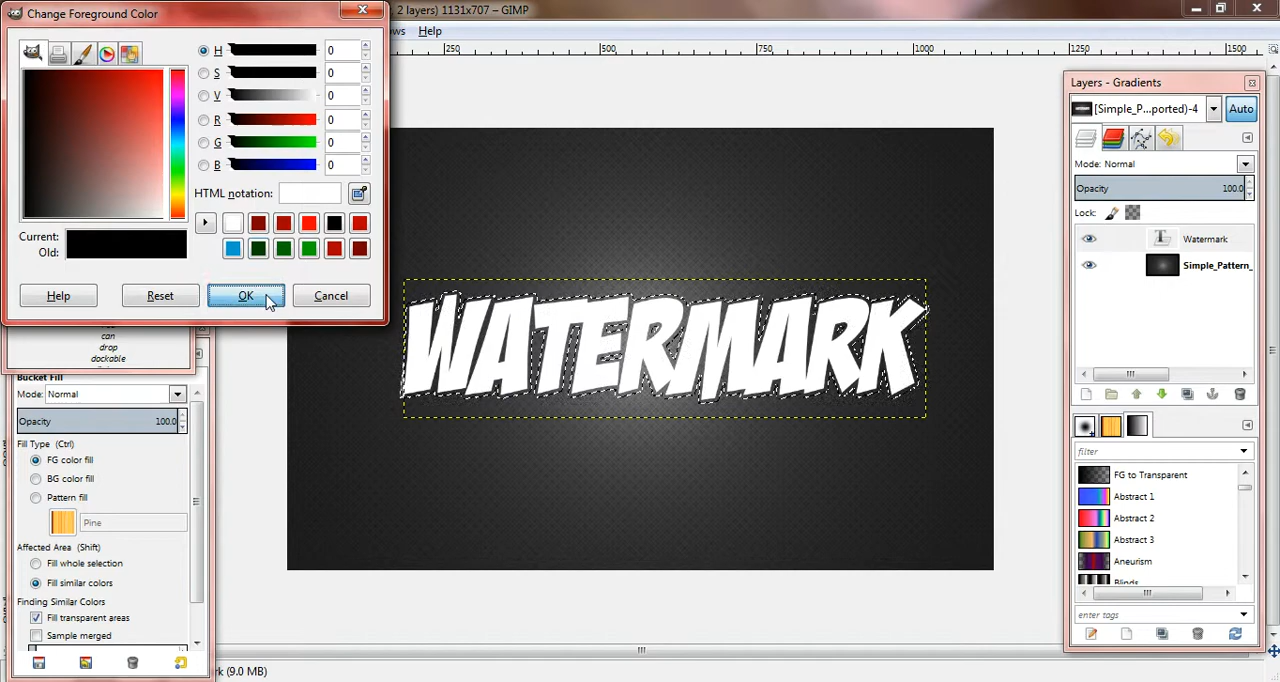 Change Foreground Color
, 2 layers) 1131x707 – GIMP
ws Help
250 500 750 1000 1250 1500
H 0
S 0
V 0
R 0
G 0
B 0
HTML notation:
Current:
Old:
Help Reset OK Cancel
can
drop
dockable
Bucket Fill
Mode: Normal
Opacity 100.0
Fill Type (Ctrl)
FG color fill
BG color fill
Pattern fill
Pine
Affected Area (Shift)
Fill whole selection
Fill similar colors
Finding Similar Colors
Fill transparent areas
Sample merged
WATERMARK
rk (9.0 MB)
Layers - Gradients
[Simple_P...ported)-4 Auto
Mode: Normal
Opacity 100.0
Lock:
Watermark
Simple_Pattern_
filter
FG to Transparent
Abstract 1
Abstract 2
Abstract 3
Aneurism
Blinds
enter tags